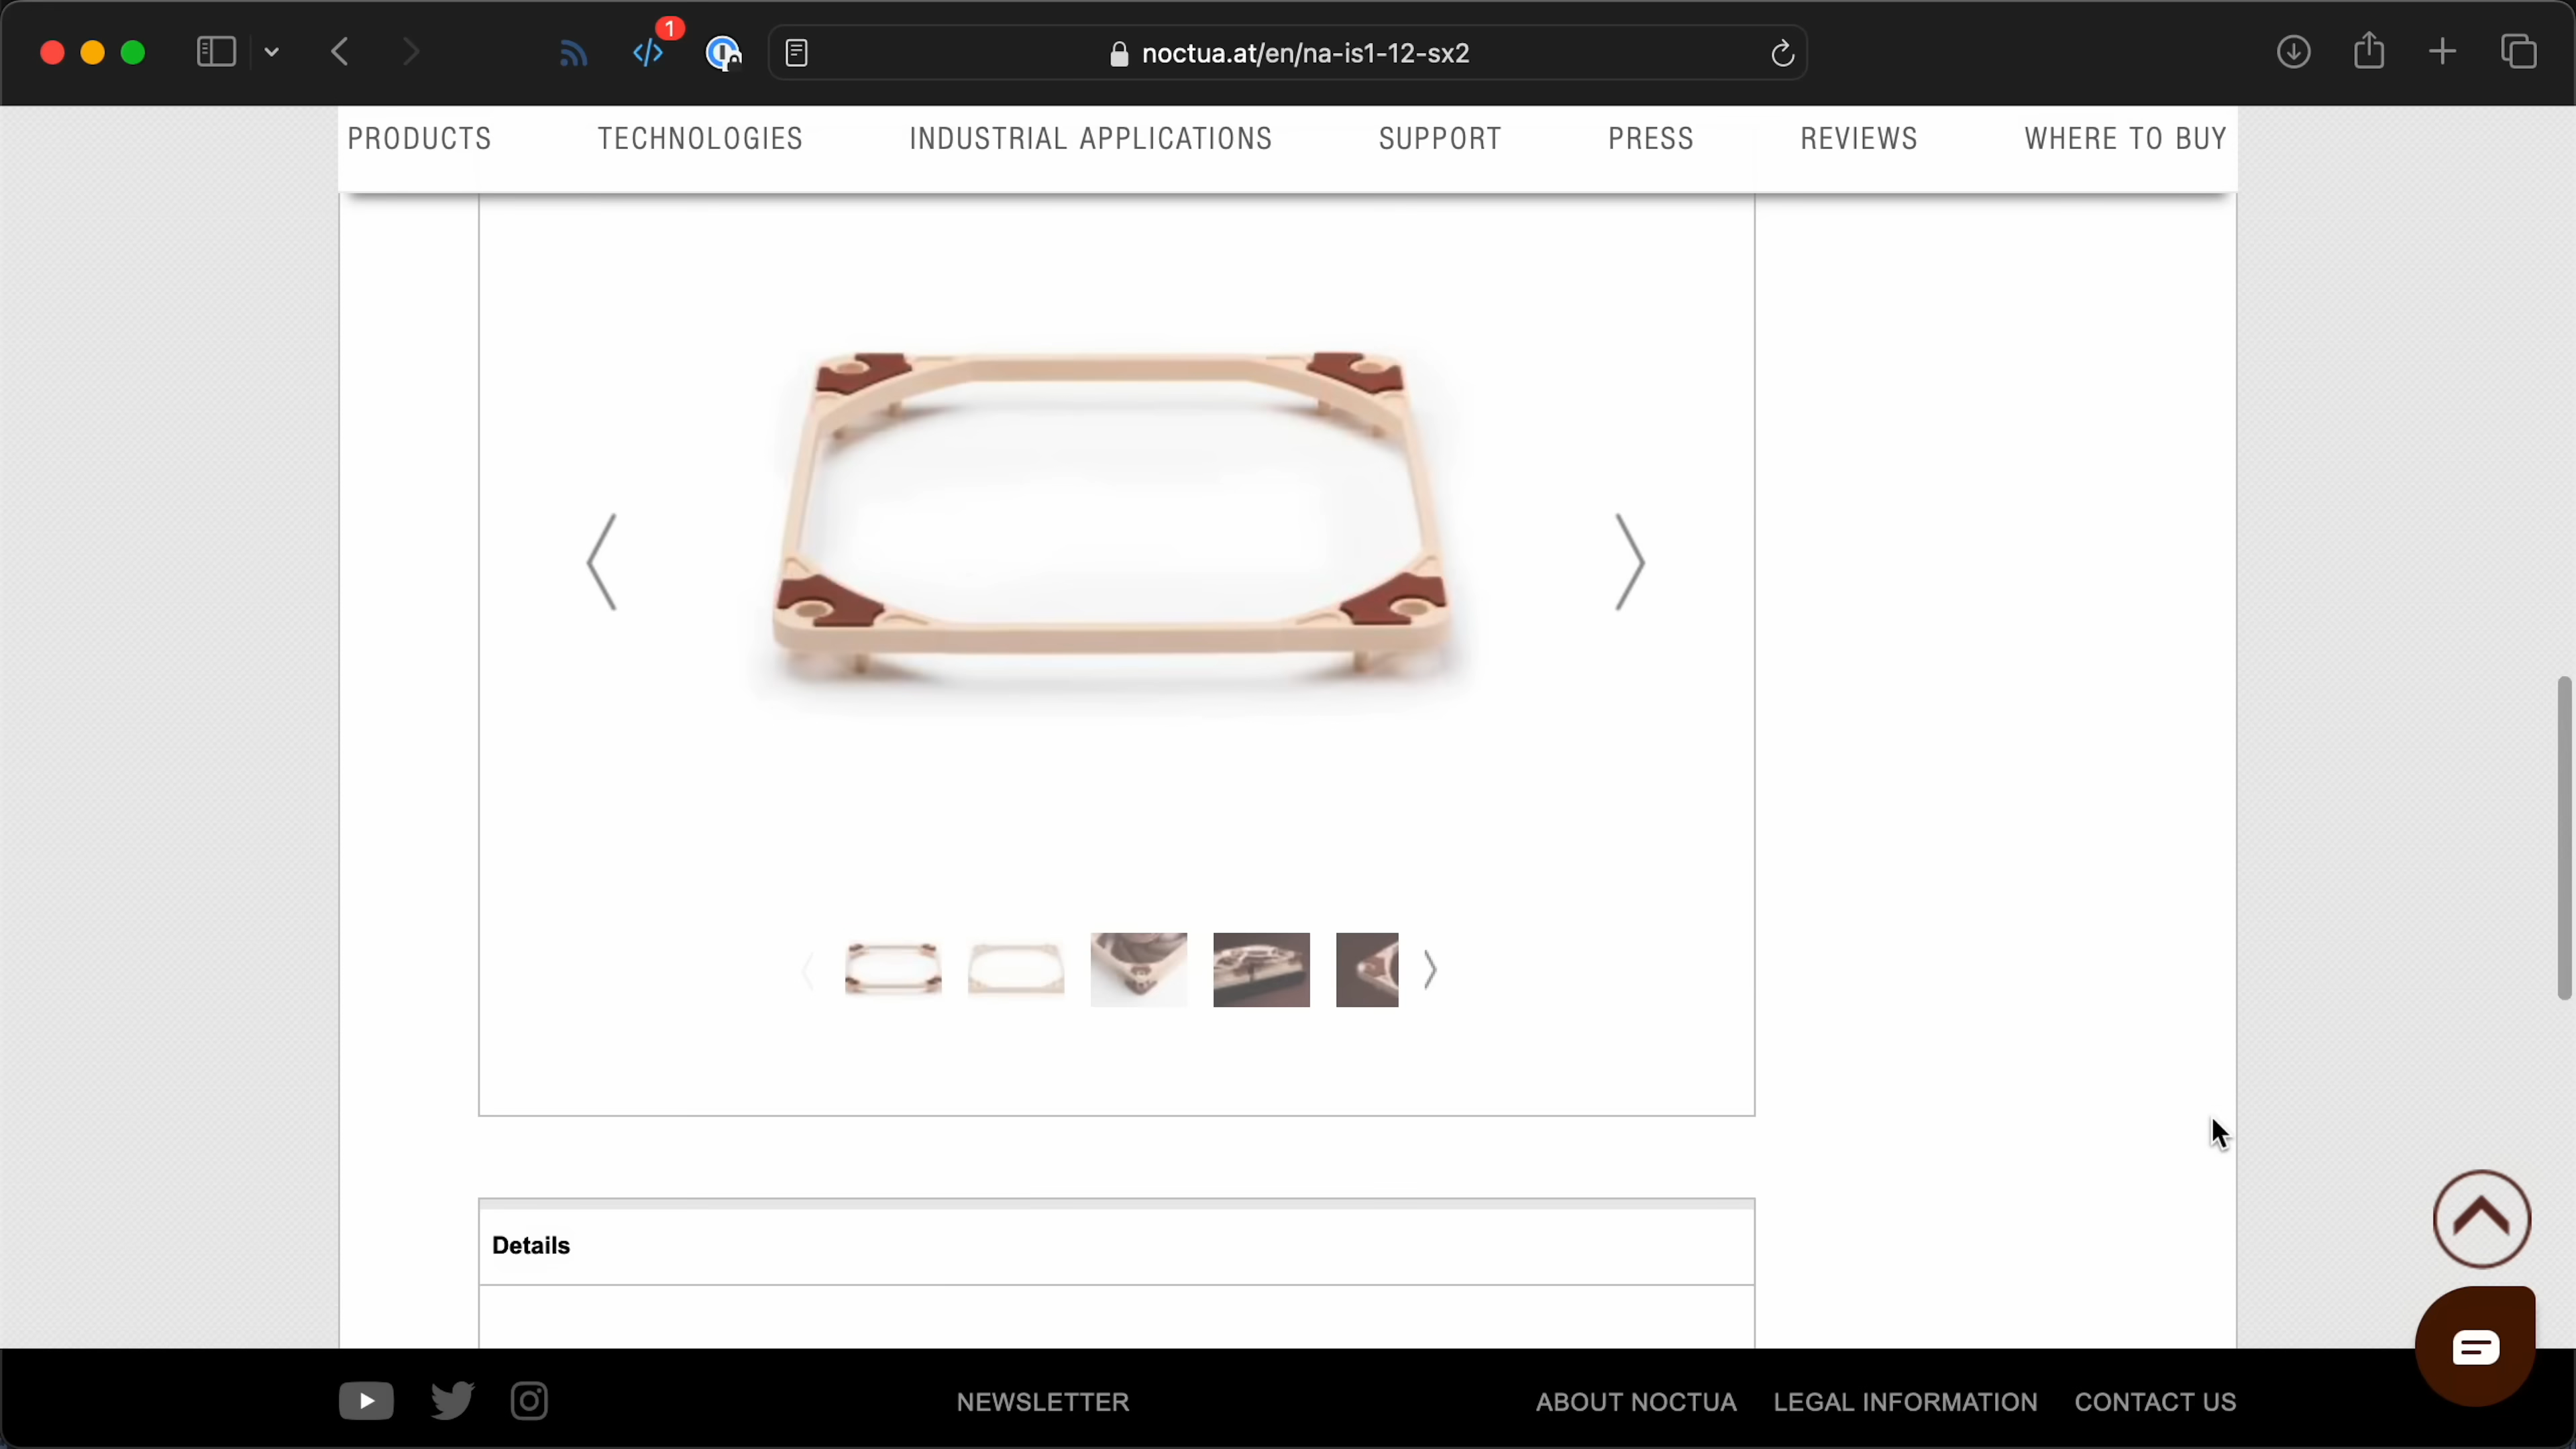 1
noctua.at/en/na-is1-12-sx2
PRODUCTS TECHNOLOGIES INDUSTRIAL APPLICATIONS SUPPORT PRESS REVIEWS WHERE TO BUY
Details
NEWSLETTER ABOUT NOCTUA LEGAL INFORMATION CONTACT US